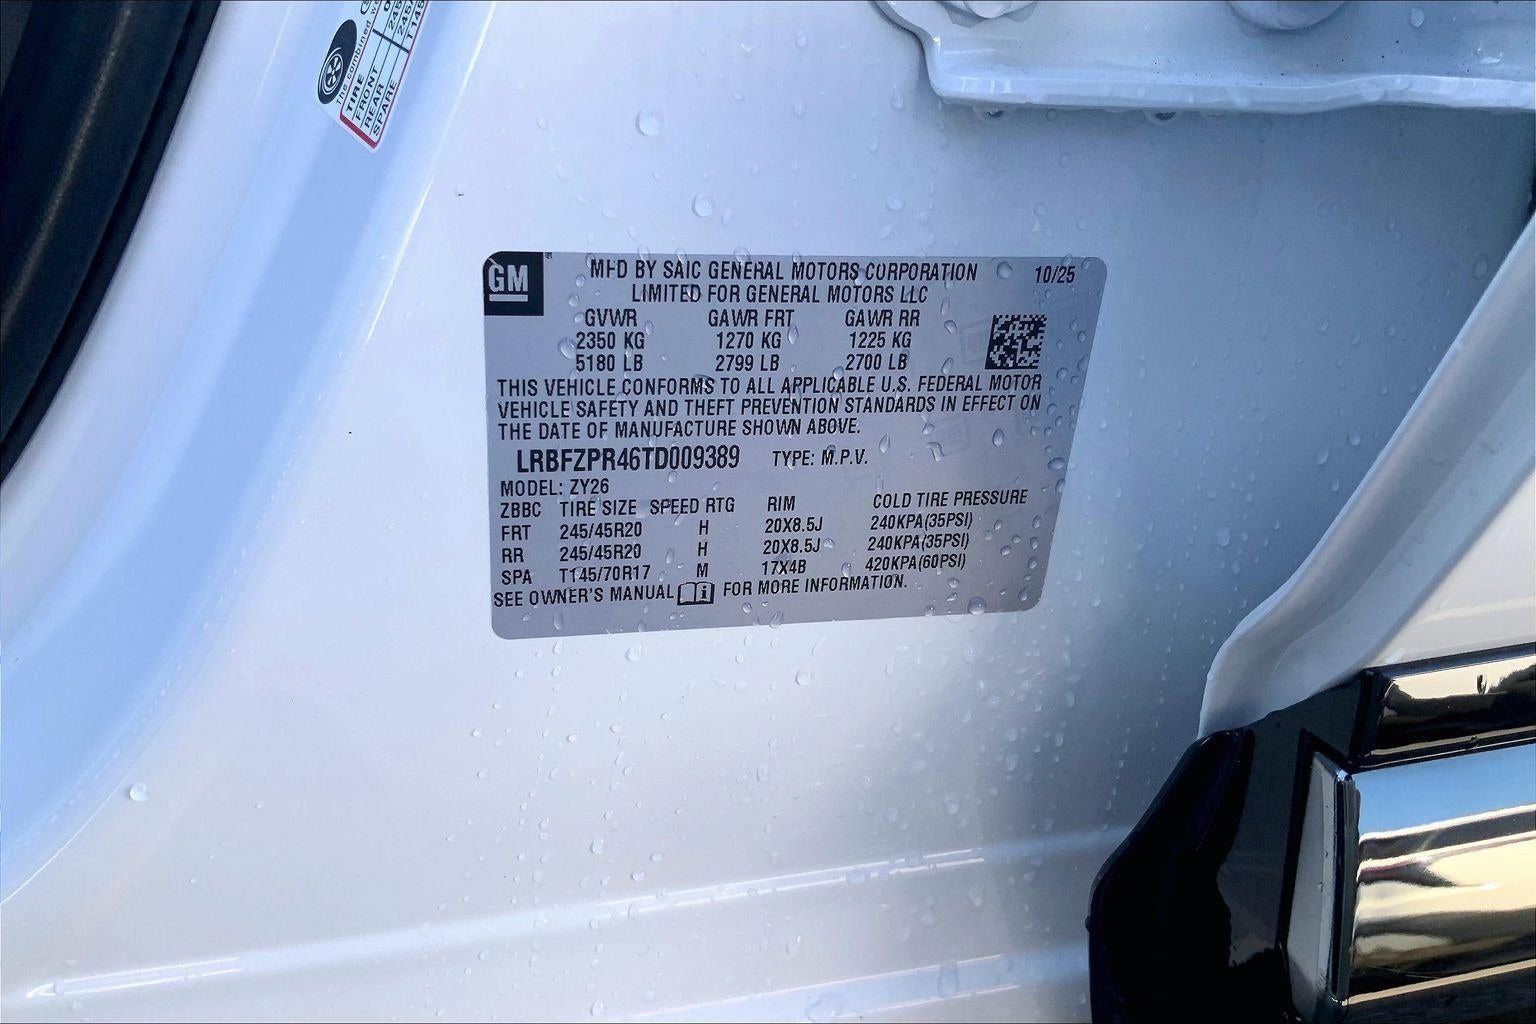 The combined
TIRE
FRONT
REAR
SPARE
GM
MFD BY SAIC GENERAL MOTORS CORPORATION 10/25
LIMITED FOR GENERAL MOTORS LLC
GVWR GAWR FRT GAWR RR
2350 KG 1270 KG 1225 KG
5180 LB 2799 LB 2700 LB
THIS VEHICLE CONFORMS TO ALL APPLICABLE U.S. FEDERAL MOTOR
VEHICLE SAFETY AND THEFT PREVENTION STANDARDS IN EFFECT ON
THE DATE OF MANUFACTURE SHOWN ABOVE.
LRBFZPR46TD009389 TYPE: M.P.V.
MODEL: ZY26
ZBBC TIRE SIZE SPEED RTG RIM COLD TIRE PRESSURE
FRT 245/45R20 H 20X8.5J 240KPA(35PSI)
RR 245/45R20 H 20X8.5J 240KPA(35PSI)
SPA T145/70R17 M 17X4B 420KPA(60PSI)
SEE OWNER'S MANUAL FOR MORE INFORMATION.